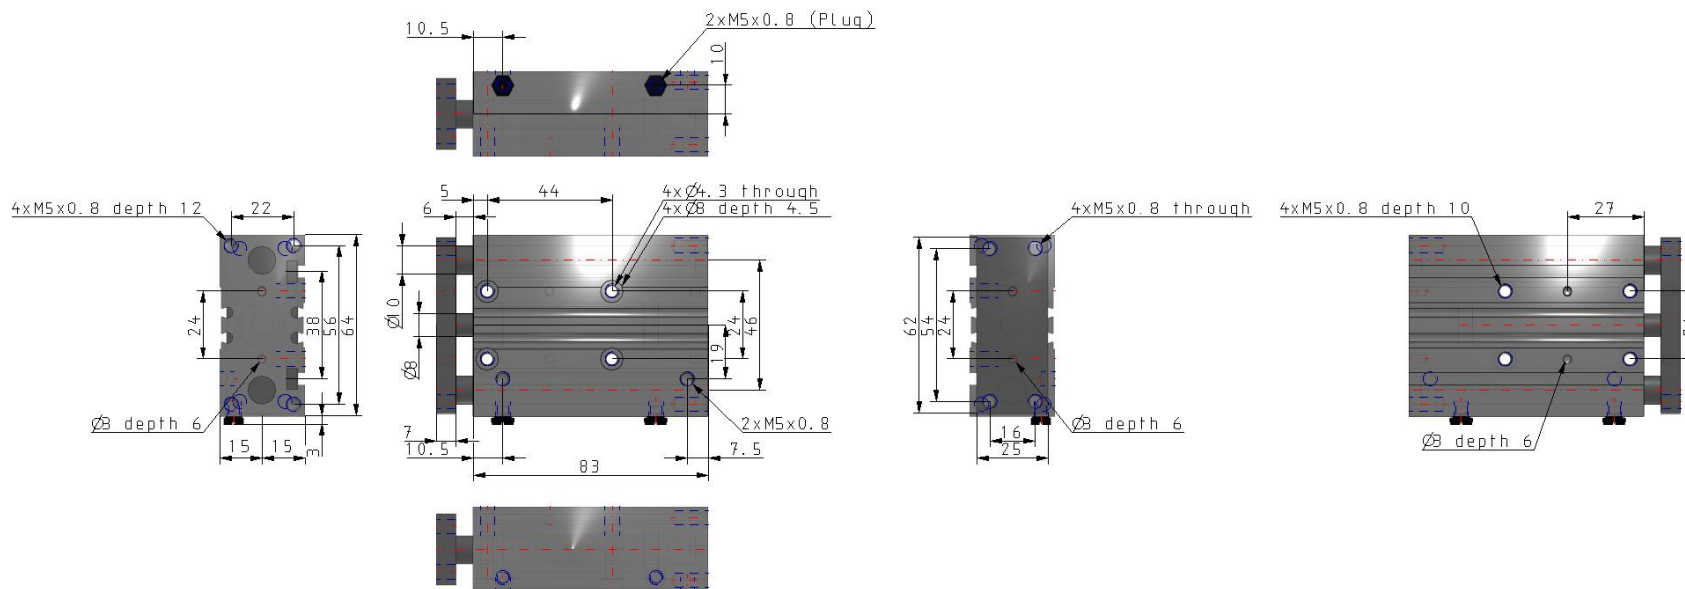 2xM5x0.8 (Plug)
10.5
10
5
44
4xØ4.3 through
4xØ8 depth 4.5
6
4xM5x0.8 depth 12
22
4xM5x0.8 through
4xM5x0.8 depth 10
27
Ø10
Ø8
24
38
56
64
24
46
19
62
54
24
Ø3 depth 6
15
15
3
7
10.5
83
7.5
2xM5x0.8
Ø3 depth 6
16
25
Ø3 depth 6